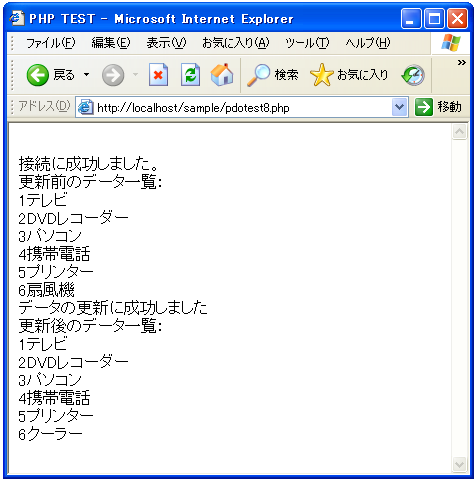 PHP TEST - Microsoft Internet Explorer
ファイル(F) 編集(E) 表示(V) お気に入り(A) ツール(T) ヘルプ(H)
戻る 検索 お気に入り »
アドレス(D) http://localhost/sample/pdotest8.php 移動
接続に成功しました。
更新前のデータ一覧：
1テレビ
2DVDレコーダー
3パソコン
4携帯電話
5プリンター
6扇風機
データの更新に成功しました
更新後のデータ一覧：
1テレビ
2DVDレコーダー
3パソコン
4携帯電話
5プリンター
6クーラー